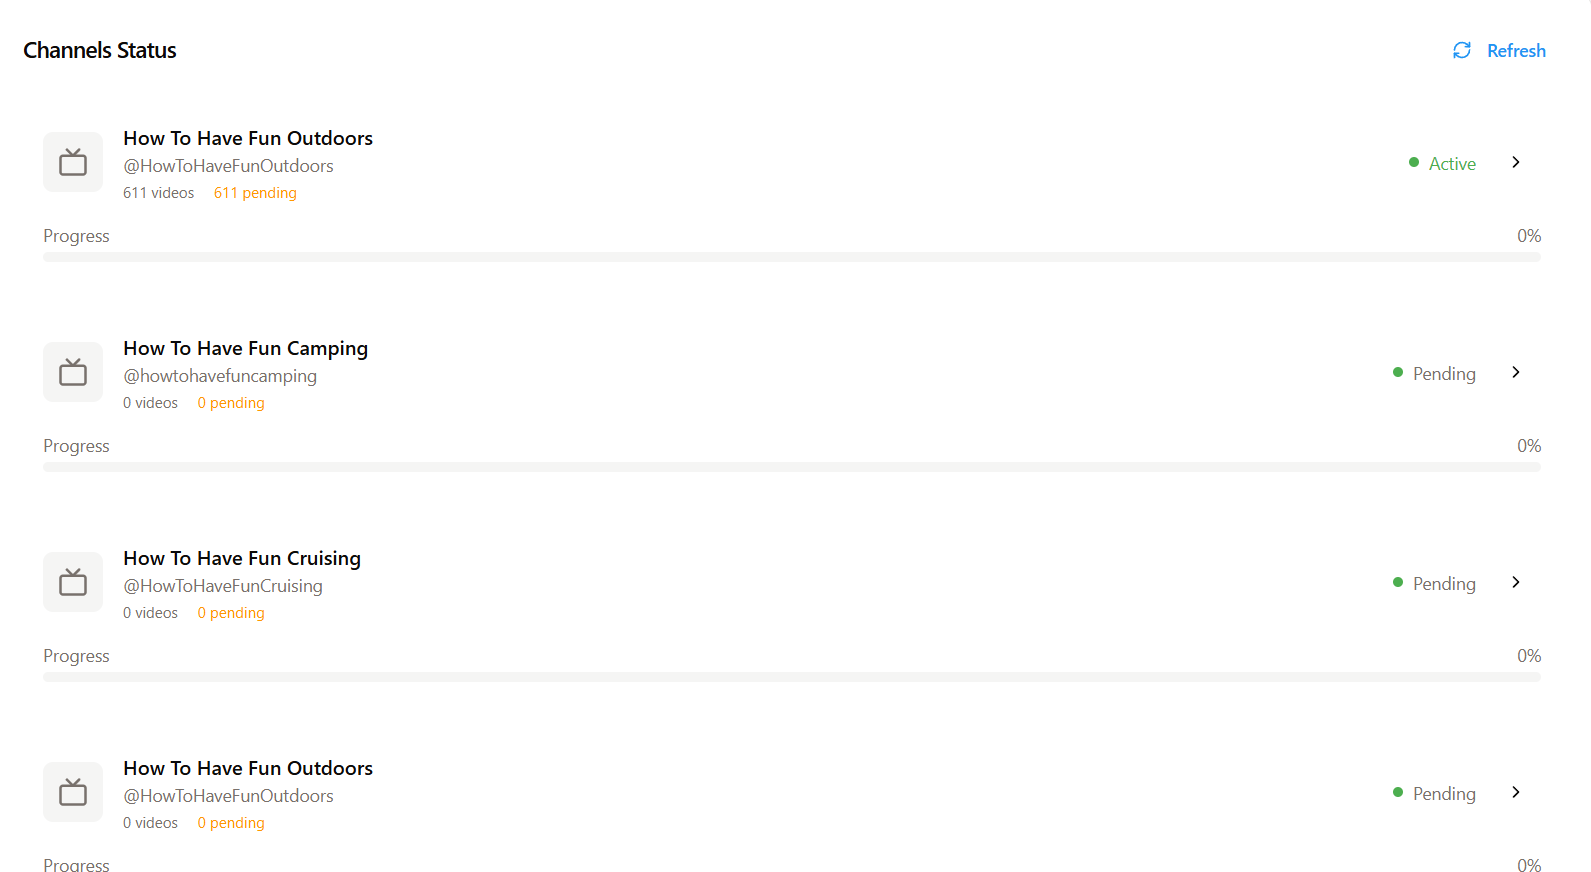 Channels Status
Refresh
How To Have Fun Outdoors
@HowToHaveFunOutdoors
611 videos 611 pending
Active
Progress 0%
How To Have Fun Camping
@howtohavefuncamping
0 videos 0 pending
Pending
Progress 0%
How To Have Fun Cruising
@HowToHaveFunCruising
0 videos 0 pending
Pending
Progress 0%
How To Have Fun Outdoors
@HowToHaveFunOutdoors
0 videos 0 pending
Pending
Progress 0%